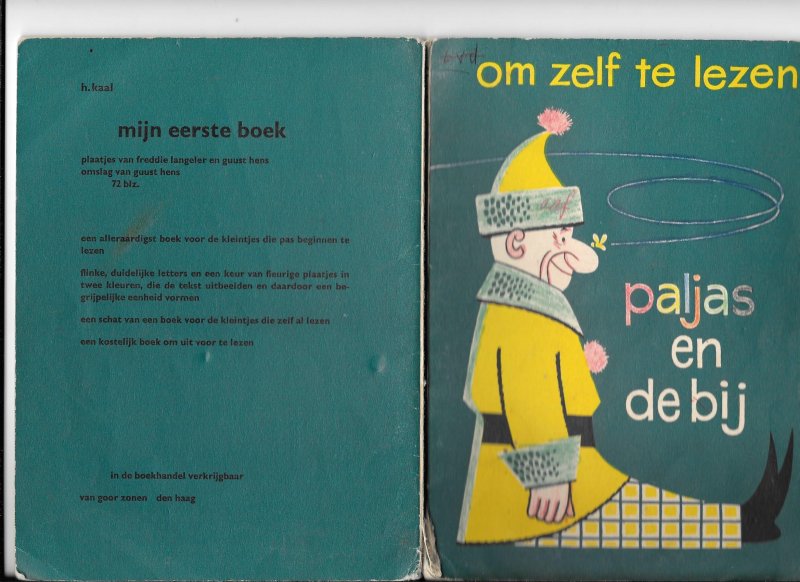 h. kaal
mijn eerste boek
plaatjes van freddie langeler en guust hens
omslag van guust hens
72 blz.
een alleraardigst boek voor de kleintjes die pas beginnen te
lezen
flinke, duidelijke letters en een keur van fleurige plaatjes in
twee kleuren, die de tekst uitbeelden en daardoor een be-
grijpelijke eenheid vormen
een schat van een boek voor de kleintjes die zelf al lezen
een kostelijk boek om uit voor te lezen
in de boekhandel verkrijgbaar
van goor zonen den haag
om zelf te lezen
paljas
en
de bij